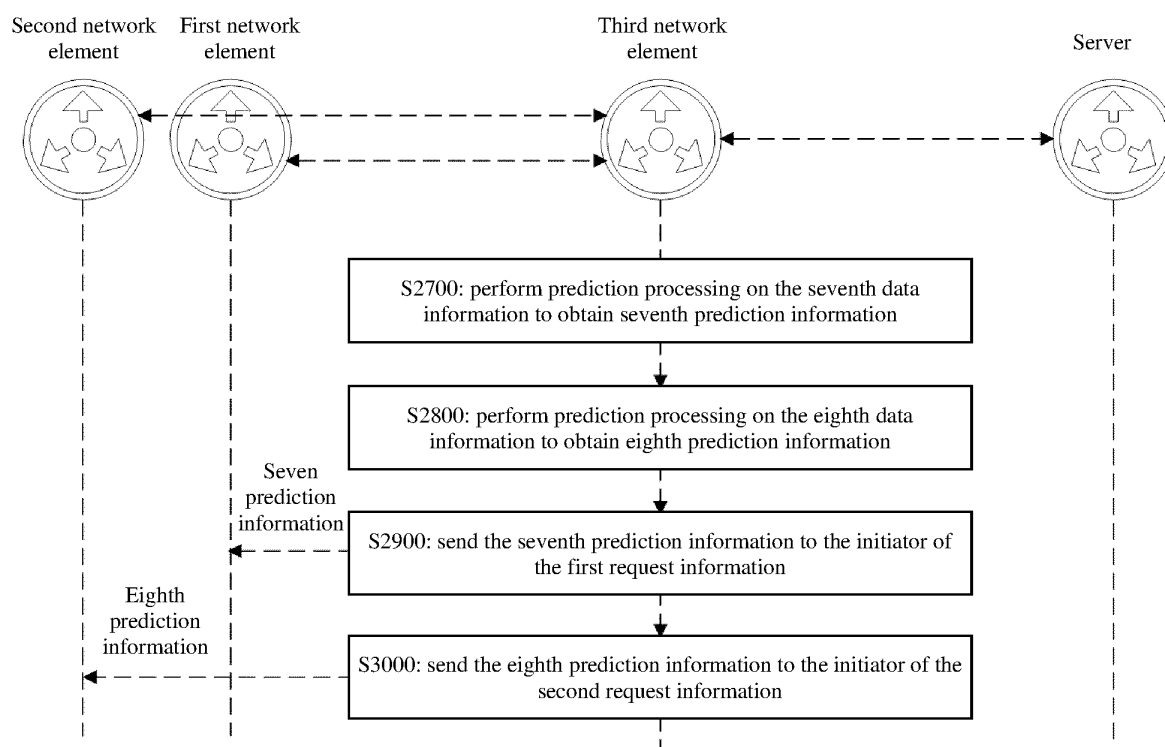 Second network
element
First network
element
Third network
element
Server
S2700: perform prediction processing on the seventh data
information to obtain seventh prediction information
S2800: perform prediction processing on the eighth data
information to obtain eighth prediction information
Seven
prediction
information
S2900: send the seventh prediction information to the initiator of
the first request information
Eighth
prediction
information
S3000: send the eighth prediction information to the initiator of the
second request information